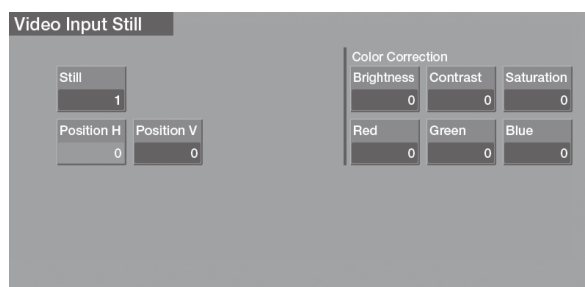 Video Input Still
Color Correction
Still
1
Brightness Contrast Saturation
0 0 0
Position H Position V
0 0
Red Green Blue
0 0 0